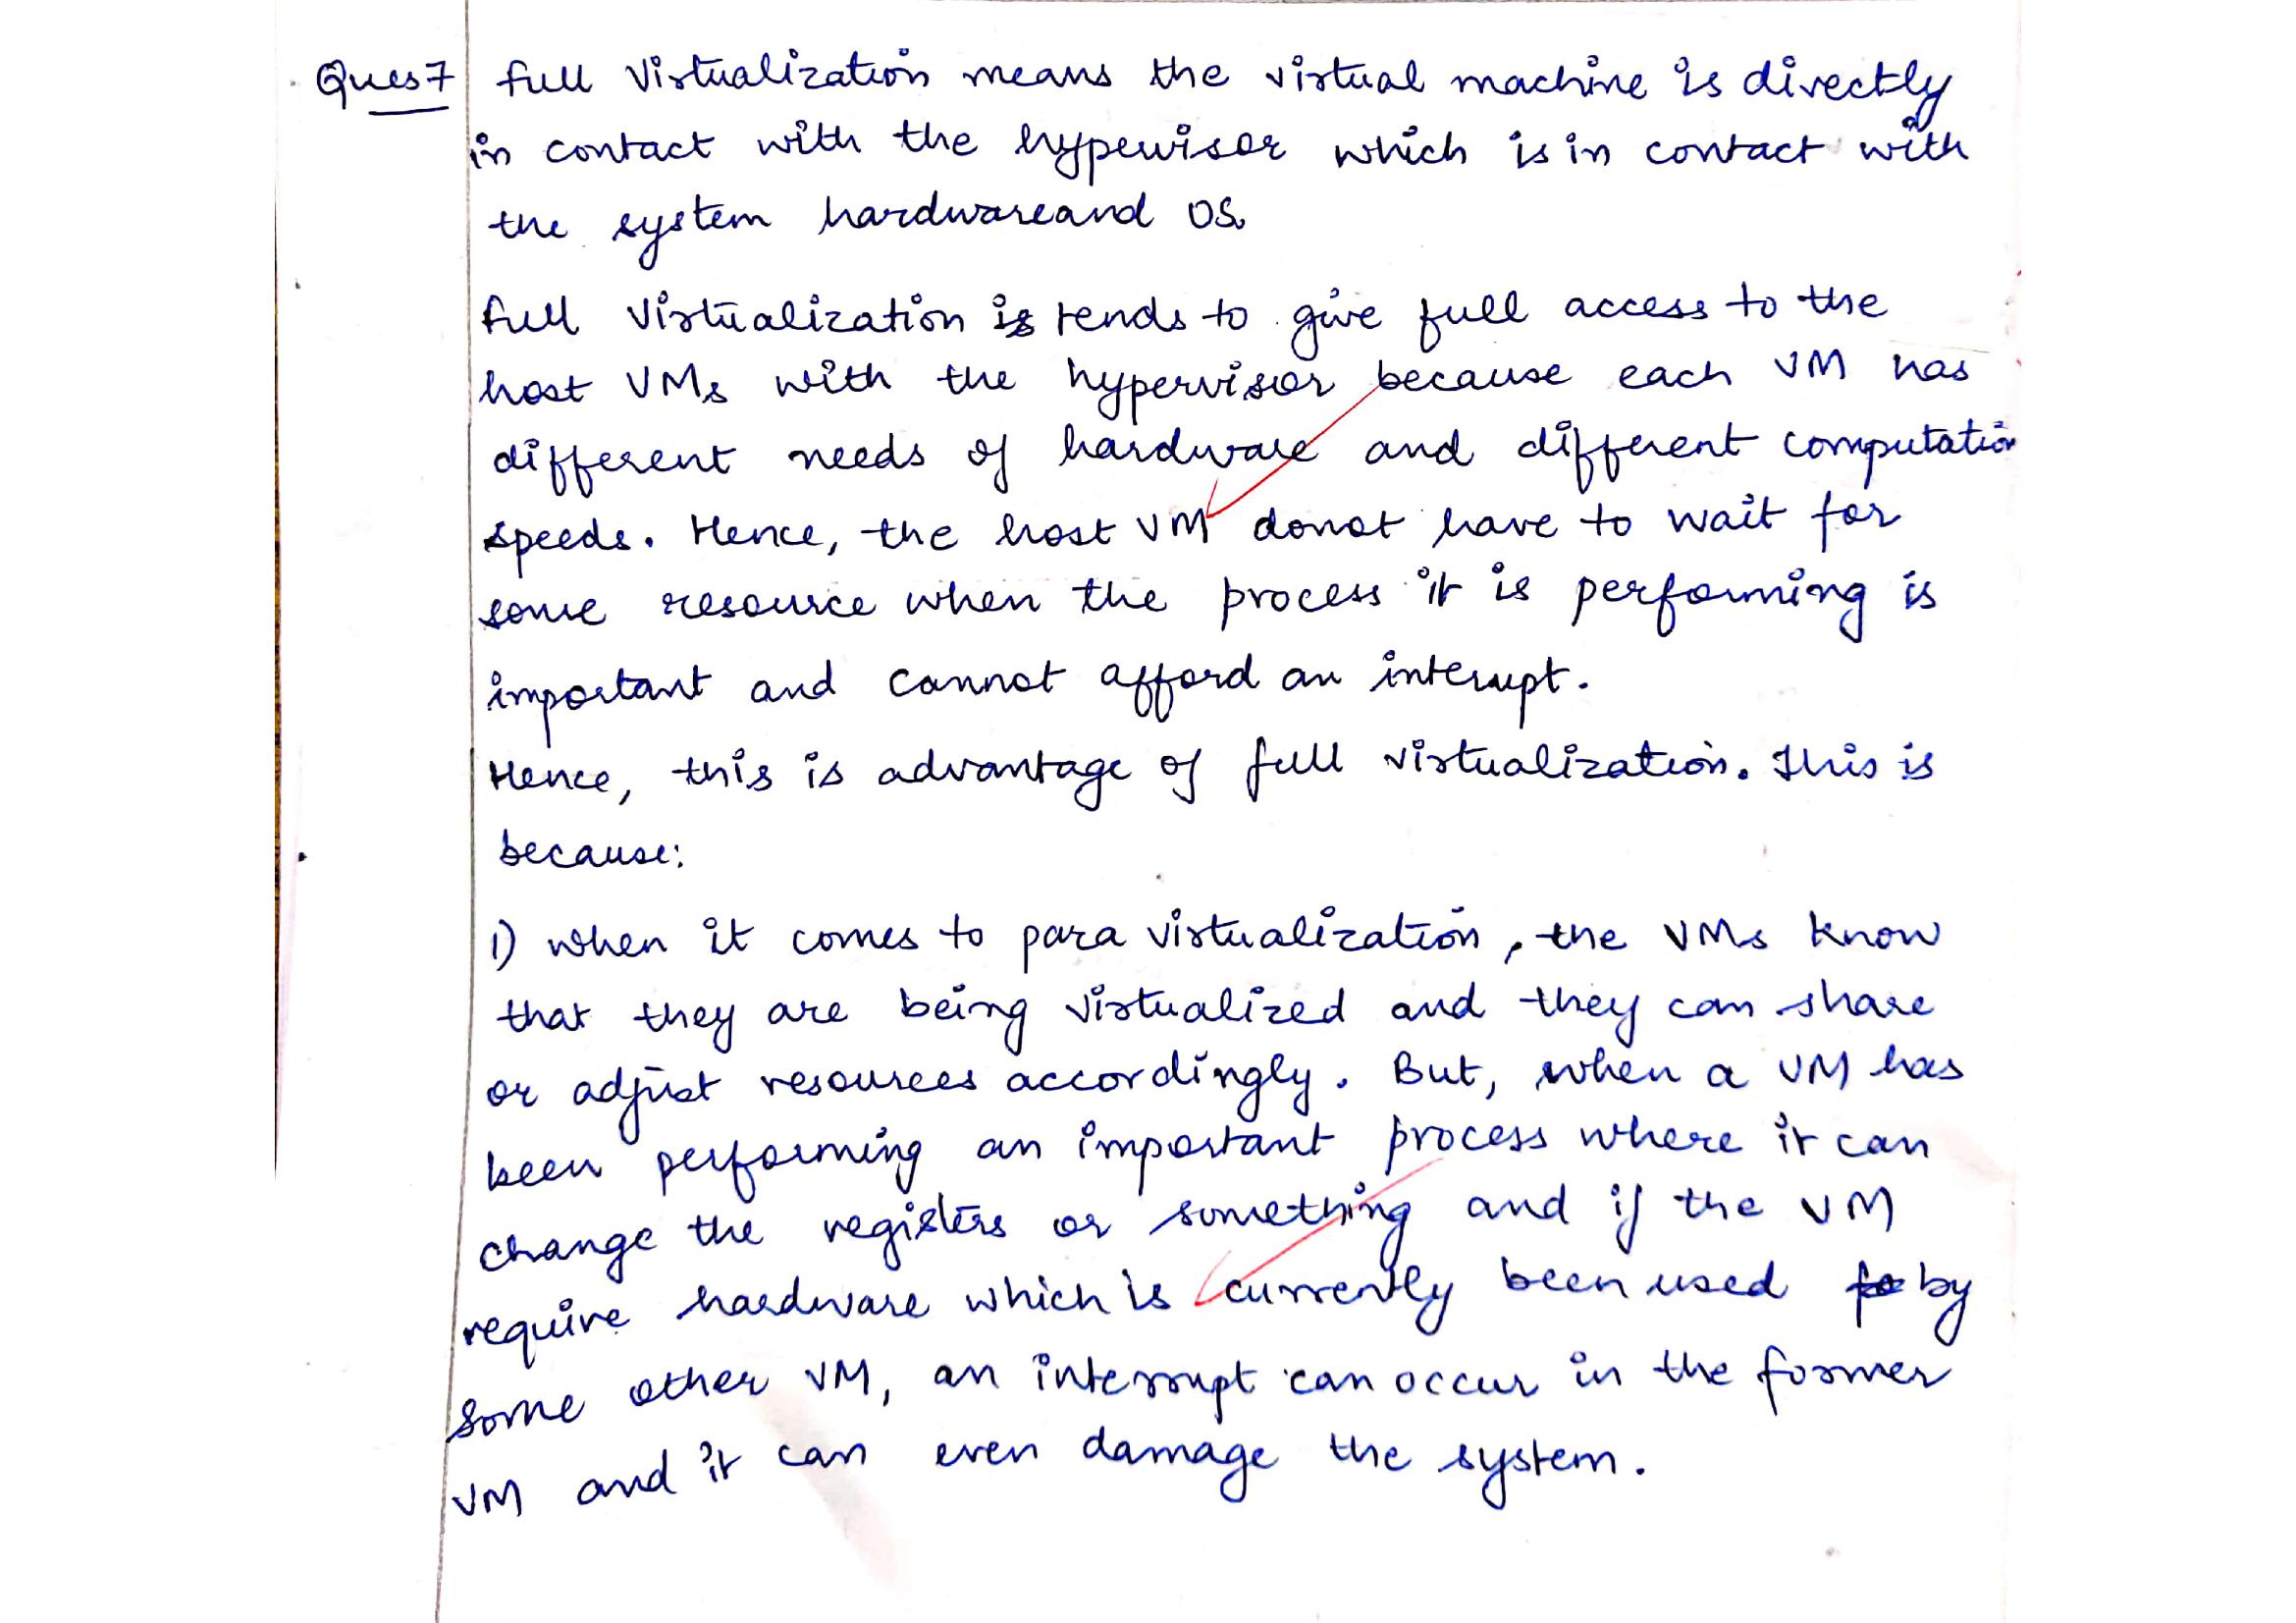 Ques 7 full virtualization means the virtual machine is directly
in contact with the hypervisor which is in contact with
the system hardware and OS.
full virtualization is tends to give full access to the
host VMs with the hypervisor because each VM has
different needs of hardware and different computation
speeds. Hence, the host VM donot have to wait for
some resource when the process it is performing is
important and cannot afford an interupt.
Hence, this is advantage of full virtualization. This is
because:
1) when it comes to para virtualization, the VMs know
that they are being virtualized and they can share
or adjust resources accordingly. But, when a VM has
been performing an important process where it can
change the registers or something and if the VM
require hardware which is currently been used by
some other VM, an interrupt can occur in the former
VM and it can even damage the system.